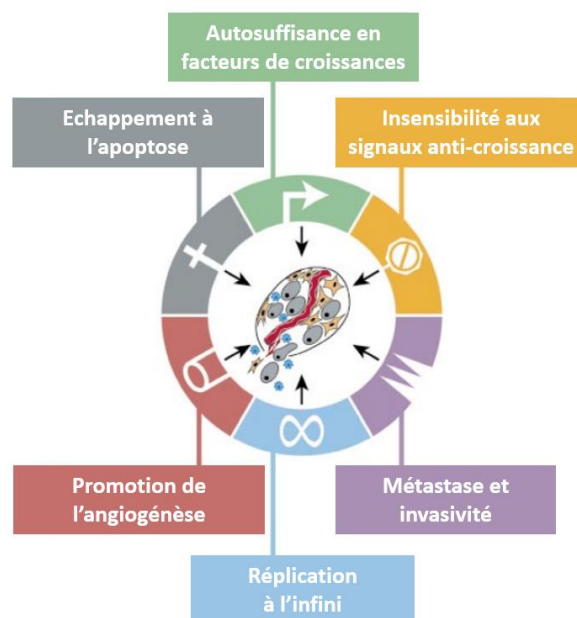 Autosuffisance en
facteurs de croissances
Echappement à
l'apoptose
Insensibilité aux
signaux anti-croissance
Promotion de
l'angiogénèse
Métastase et
invasivité
Réplication
à l'infini